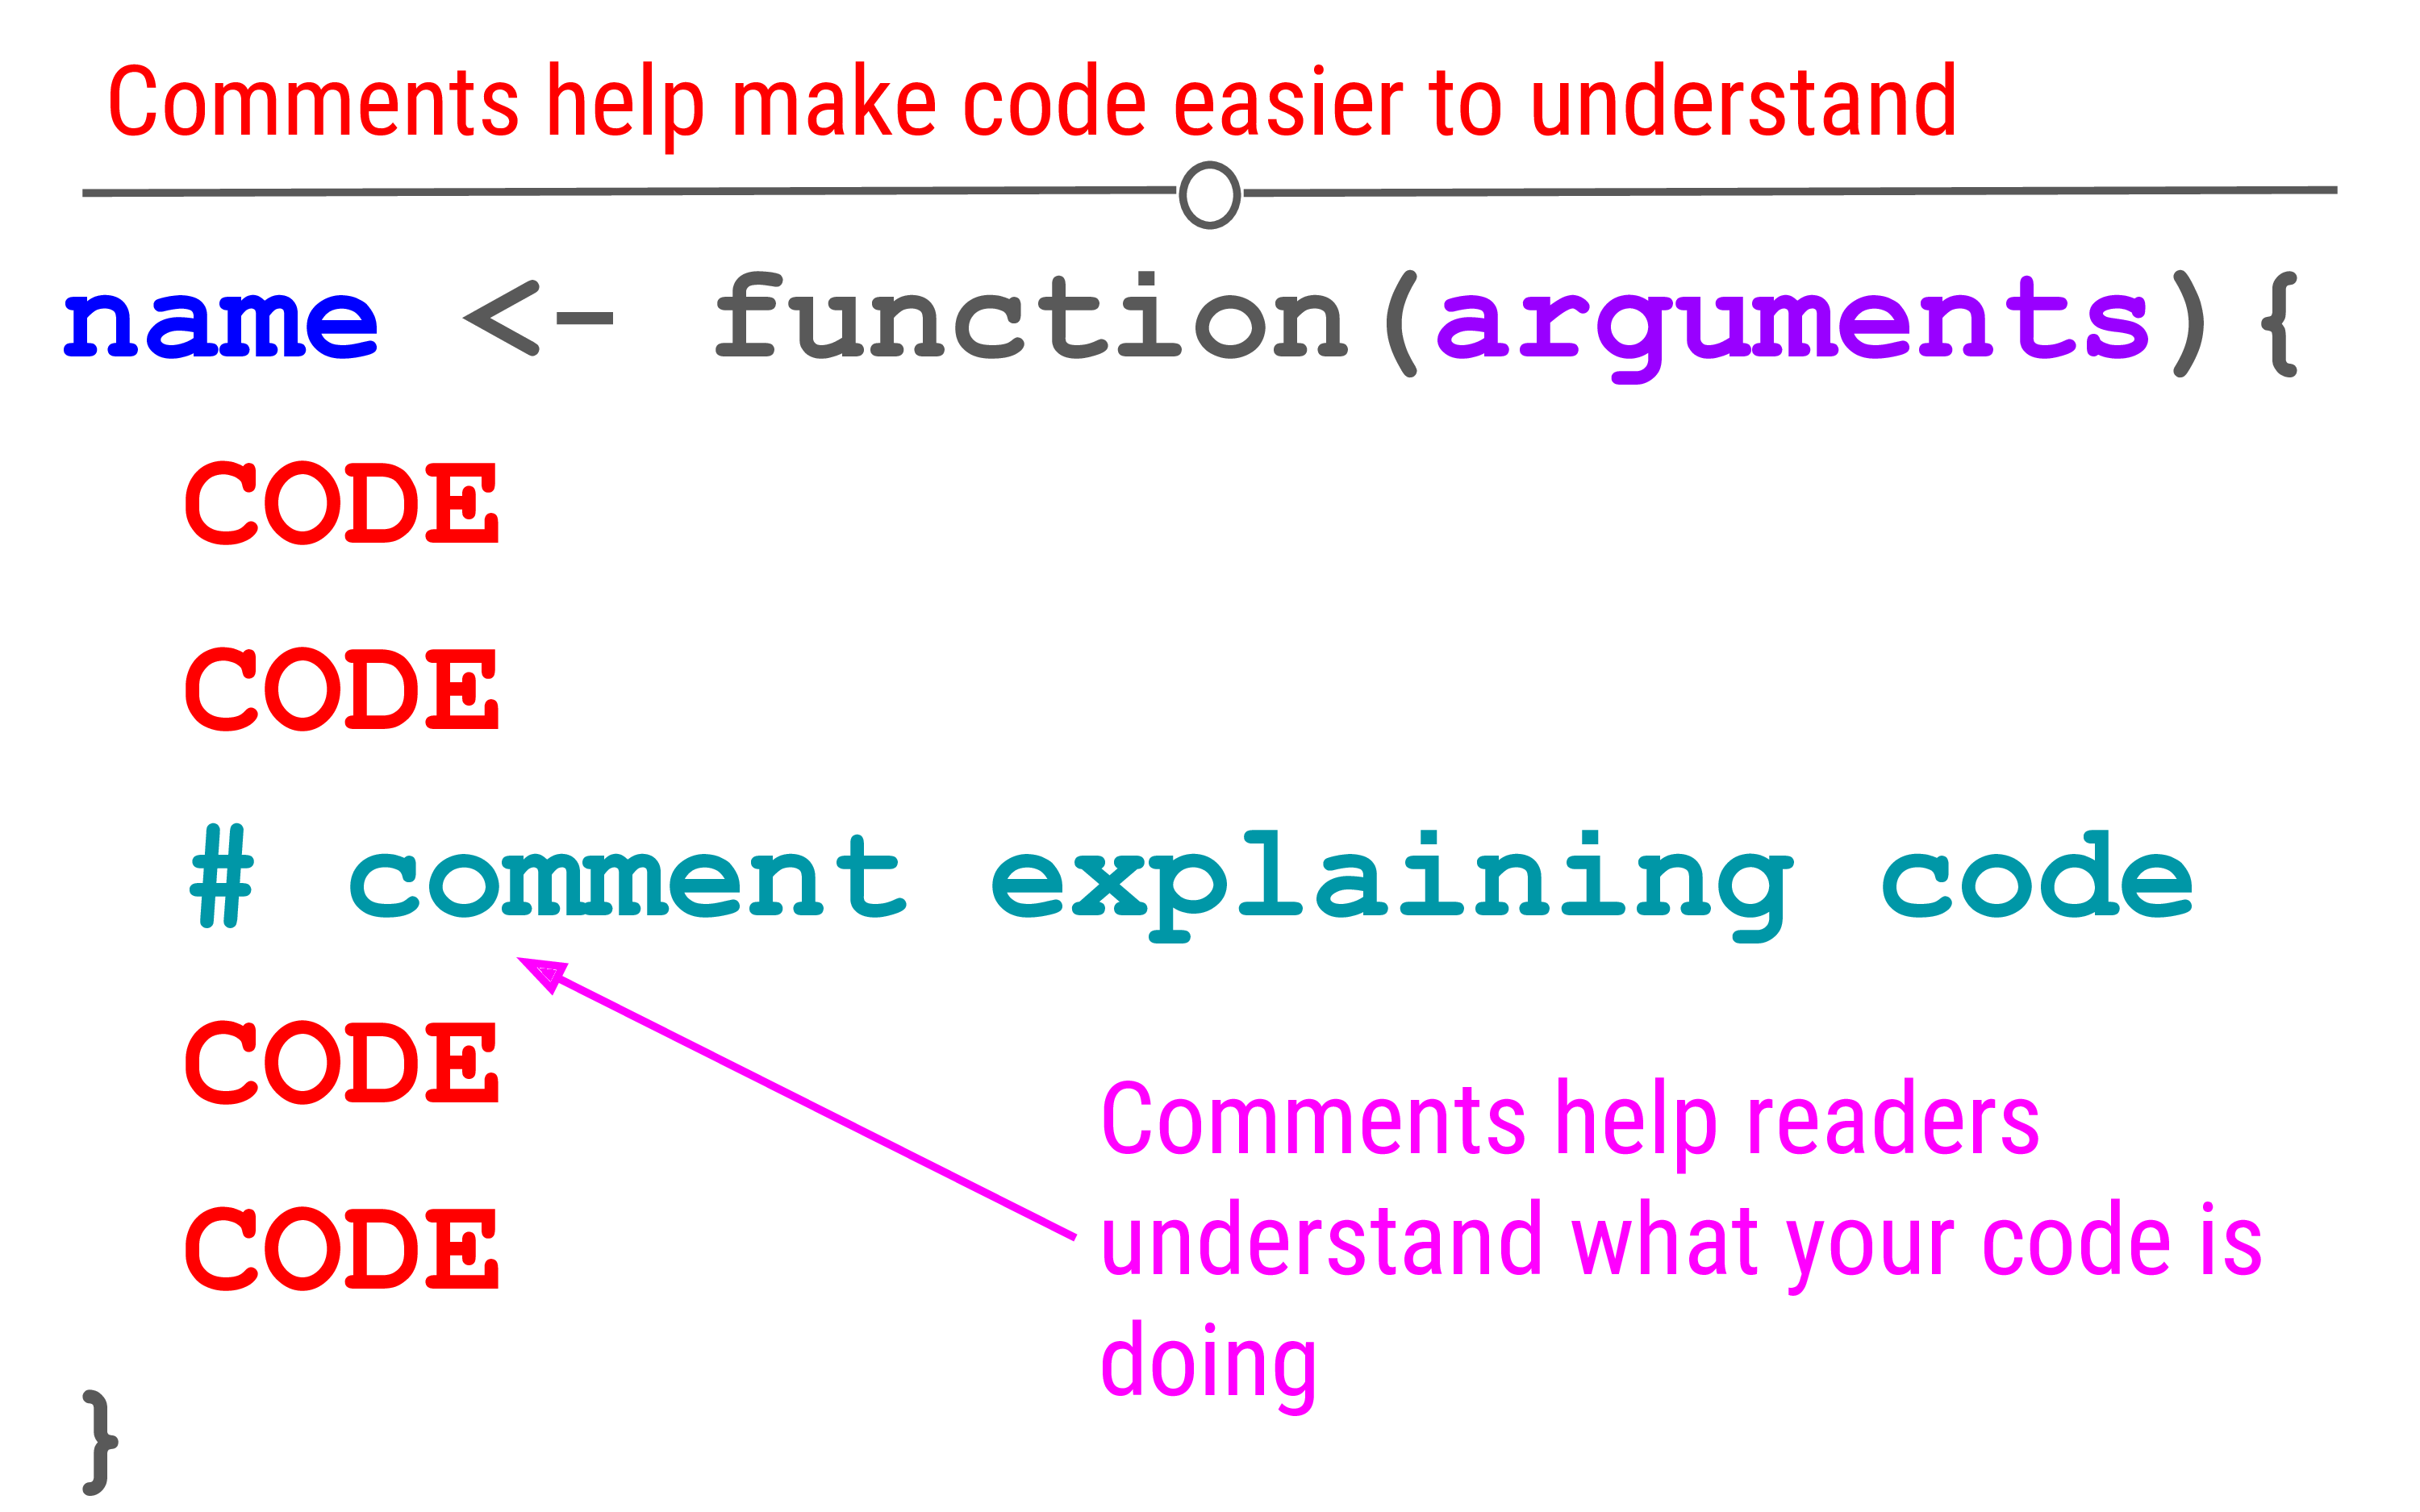 Comments help make code easier to understand
name <- function(arguments) {
CODE
CODE
# comment explaining code
CODE
CODE
Comments help readers
understand what your code is
doing
}